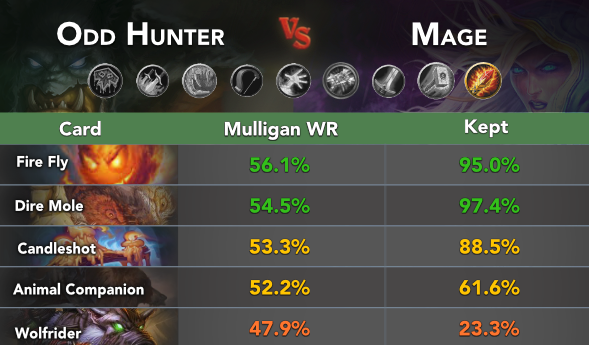 Odd Hunter VS Mage
Card Mulligan WR Kept
Fire Fly 56.1% 95.0%
Dire Mole 54.5% 97.4%
Candleshot 53.3% 88.5%
Animal Companion 52.2% 61.6%
Wolfrider 47.9% 23.3%